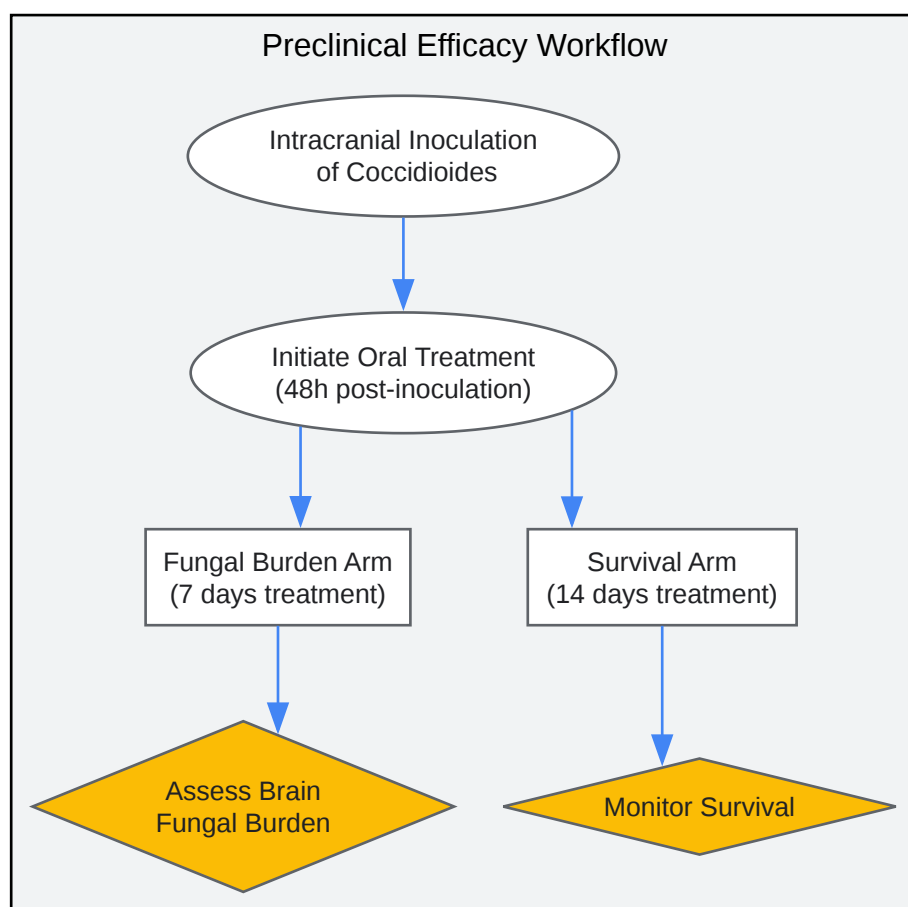 Preclinical Efficacy Workflow
Intracranial Inoculation
of Coccidioides
Initiate Oral Treatment
(48h post-inoculation)
Fungal Burden Arm
(7 days treatment)
Survival Arm
(14 days treatment)
Assess Brain
Fungal Burden
Monitor Survival